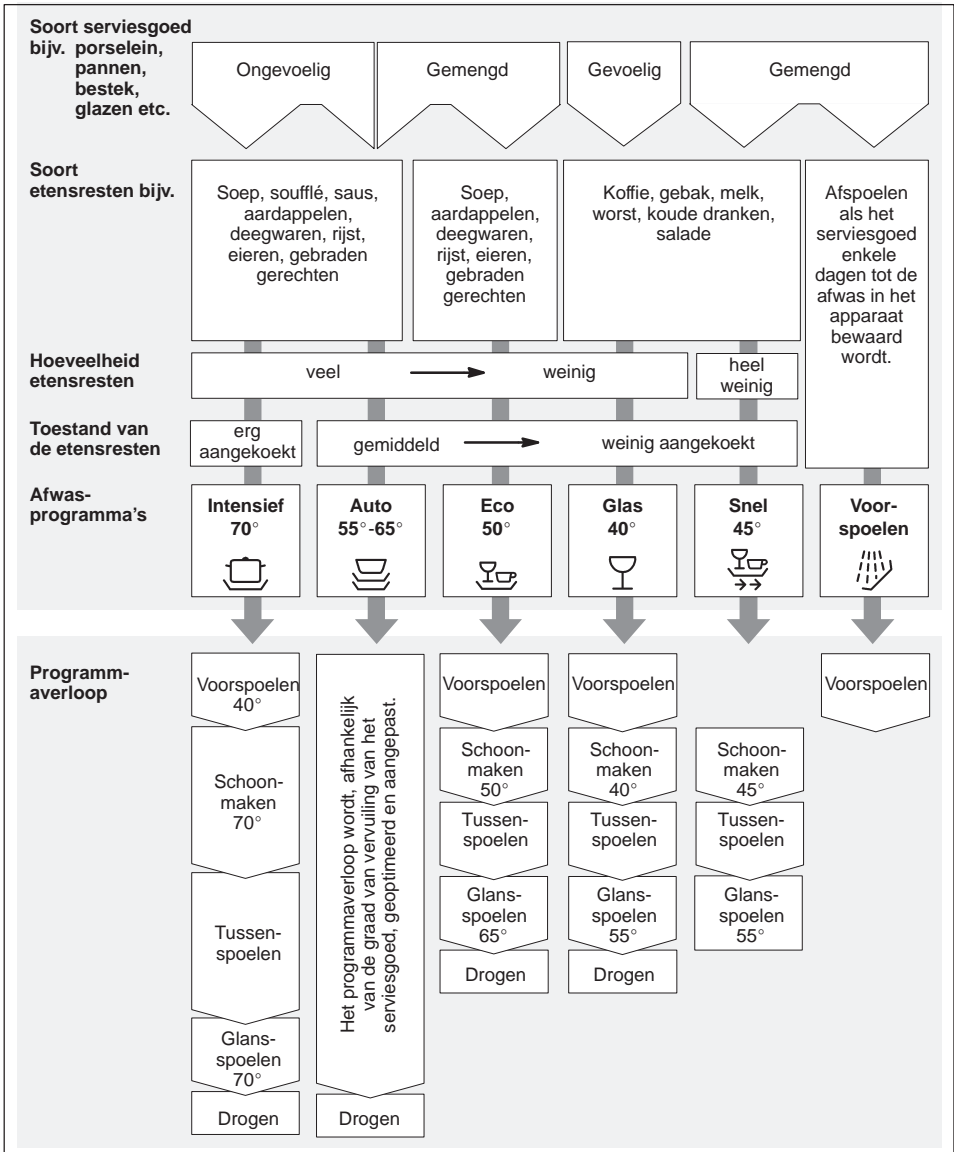 Soort serviesgoed
bijv. porselein,
pannen,
bestek,
glazen etc.
Ongevoelig
Gemengd
Gevoelig
Gemengd
Soort
etensresten bijv.
Soep, soufflé, saus,
aardappelen,
deegwaren, rijst,
eieren, gebraden
gerechten
Soep,
aardappelen,
deegwaren,
rijst, eieren,
gebraden
gerechten
Koffie, gebak, melk,
worst, koude dranken,
salade
Afspoelen
als het
serviesgoed
enkele
dagen tot de
afwas in het
apparaat
bewaard
wordt.
Hoeveelheid
etensresten
veel
weinig
heel
weinig
Toestand van
de etensresten
erg
aangekoekt
gemiddeld
weinig aangekoekt
Afwas-
programma’s
Intensief
70°
Auto
55°-65°
Eco
50°
Glas
40°
Snel
45°
Voor-
spoelen
Programm-
averloop
Voorspoelen
40°
Schoon-
maken
70°
Tussen-
spoelen
Glans-
spoelen
70°
Drogen
Het programmaverloop wordt, afhankelijk
van de graad van vervuiling van het
serviesgoed, geoptimeerd en aangepast.
Drogen
Voorspoelen
Schoon-
maken
50°
Tussen-
spoelen
Glans-
spoelen
65°
Drogen
Voorspoelen
Schoon-
maken
40°
Tussen-
spoelen
Glans-
spoelen
55°
Drogen
Schoon-
maken
45°
Tussen-
spoelen
Glans-
spoelen
55°
Voorspoelen